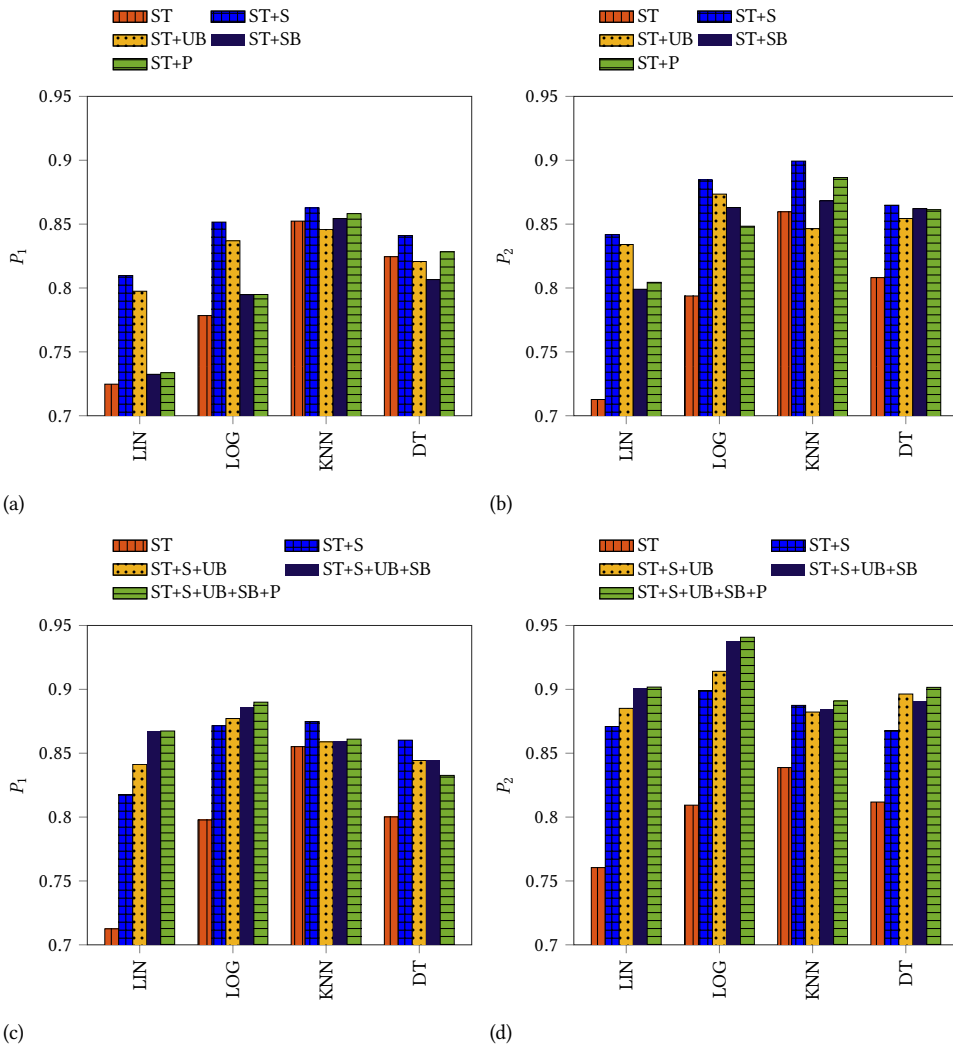 ST ST+S
ST+UB ST+SB
ST+P
0.95
0.9
0.85
0.8
0.75
0.7
P1
LIN LOG KNN DT
(a)
ST ST+S
ST+UB ST+SB
ST+P
0.95
0.9
0.85
0.8
0.75
0.7
P2
LIN LOG KNN DT
(b)
ST ST+S
ST+S+UB ST+S+UB+SB
ST+S+UB+SB+P
0.95
0.9
0.85
0.8
0.75
0.7
P1
LIN LOG KNN DT
(c)
ST ST+S
ST+S+UB ST+S+UB+SB
ST+S+UB+SB+P
0.95
0.9
0.85
0.8
0.75
0.7
P2
LIN LOG KNN DT
(d)